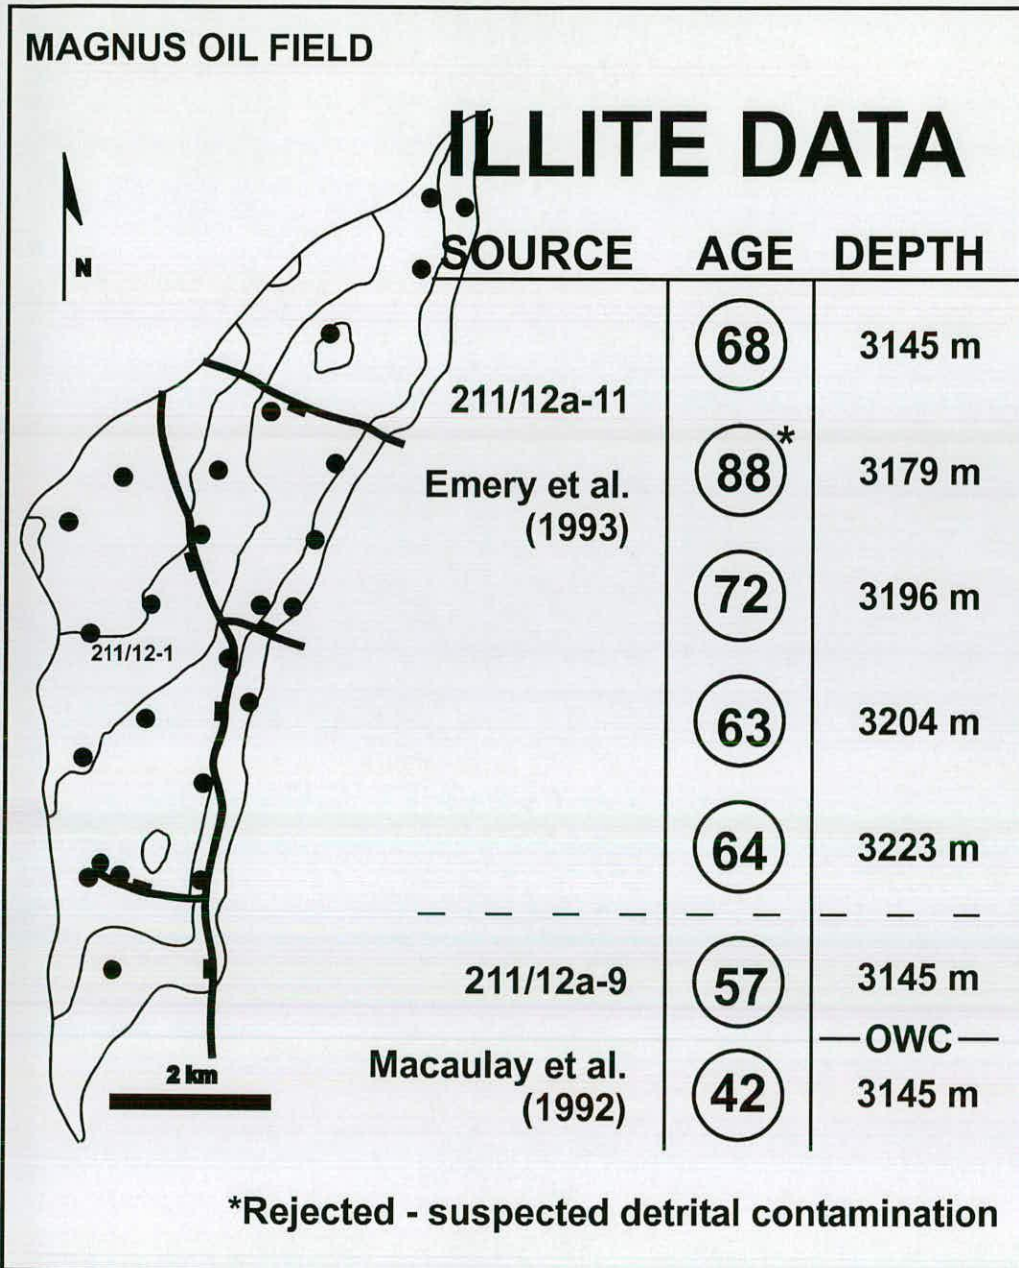 MAGNUS OIL FIELD
ILLITE DATA
N
SOURCE AGE DEPTH
68 3145 m
211/12a-11
88* 3179 m
Emery et al.
(1993)
72 3196 m
211/12-1
63 3204 m
64 3223 m
211/12a-9 57 3145 m
OWC
2 km
Macaulay et al.
(1992)
42 3145 m
*Rejected - suspected detrital contamination